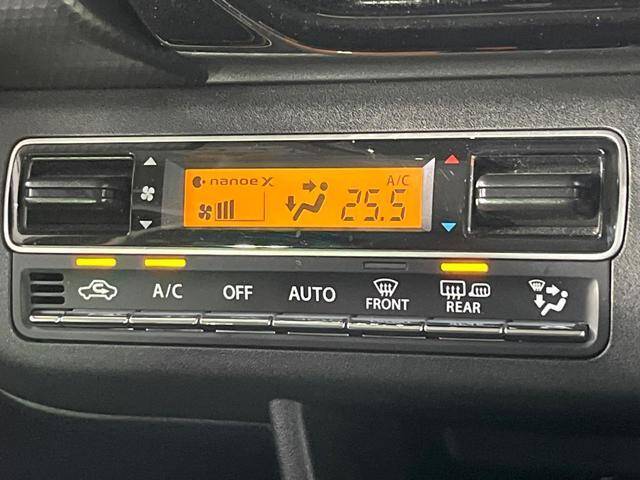 nanoe X
A/C
25.5
A/C
OFF
AUTO
FRONT
REAR